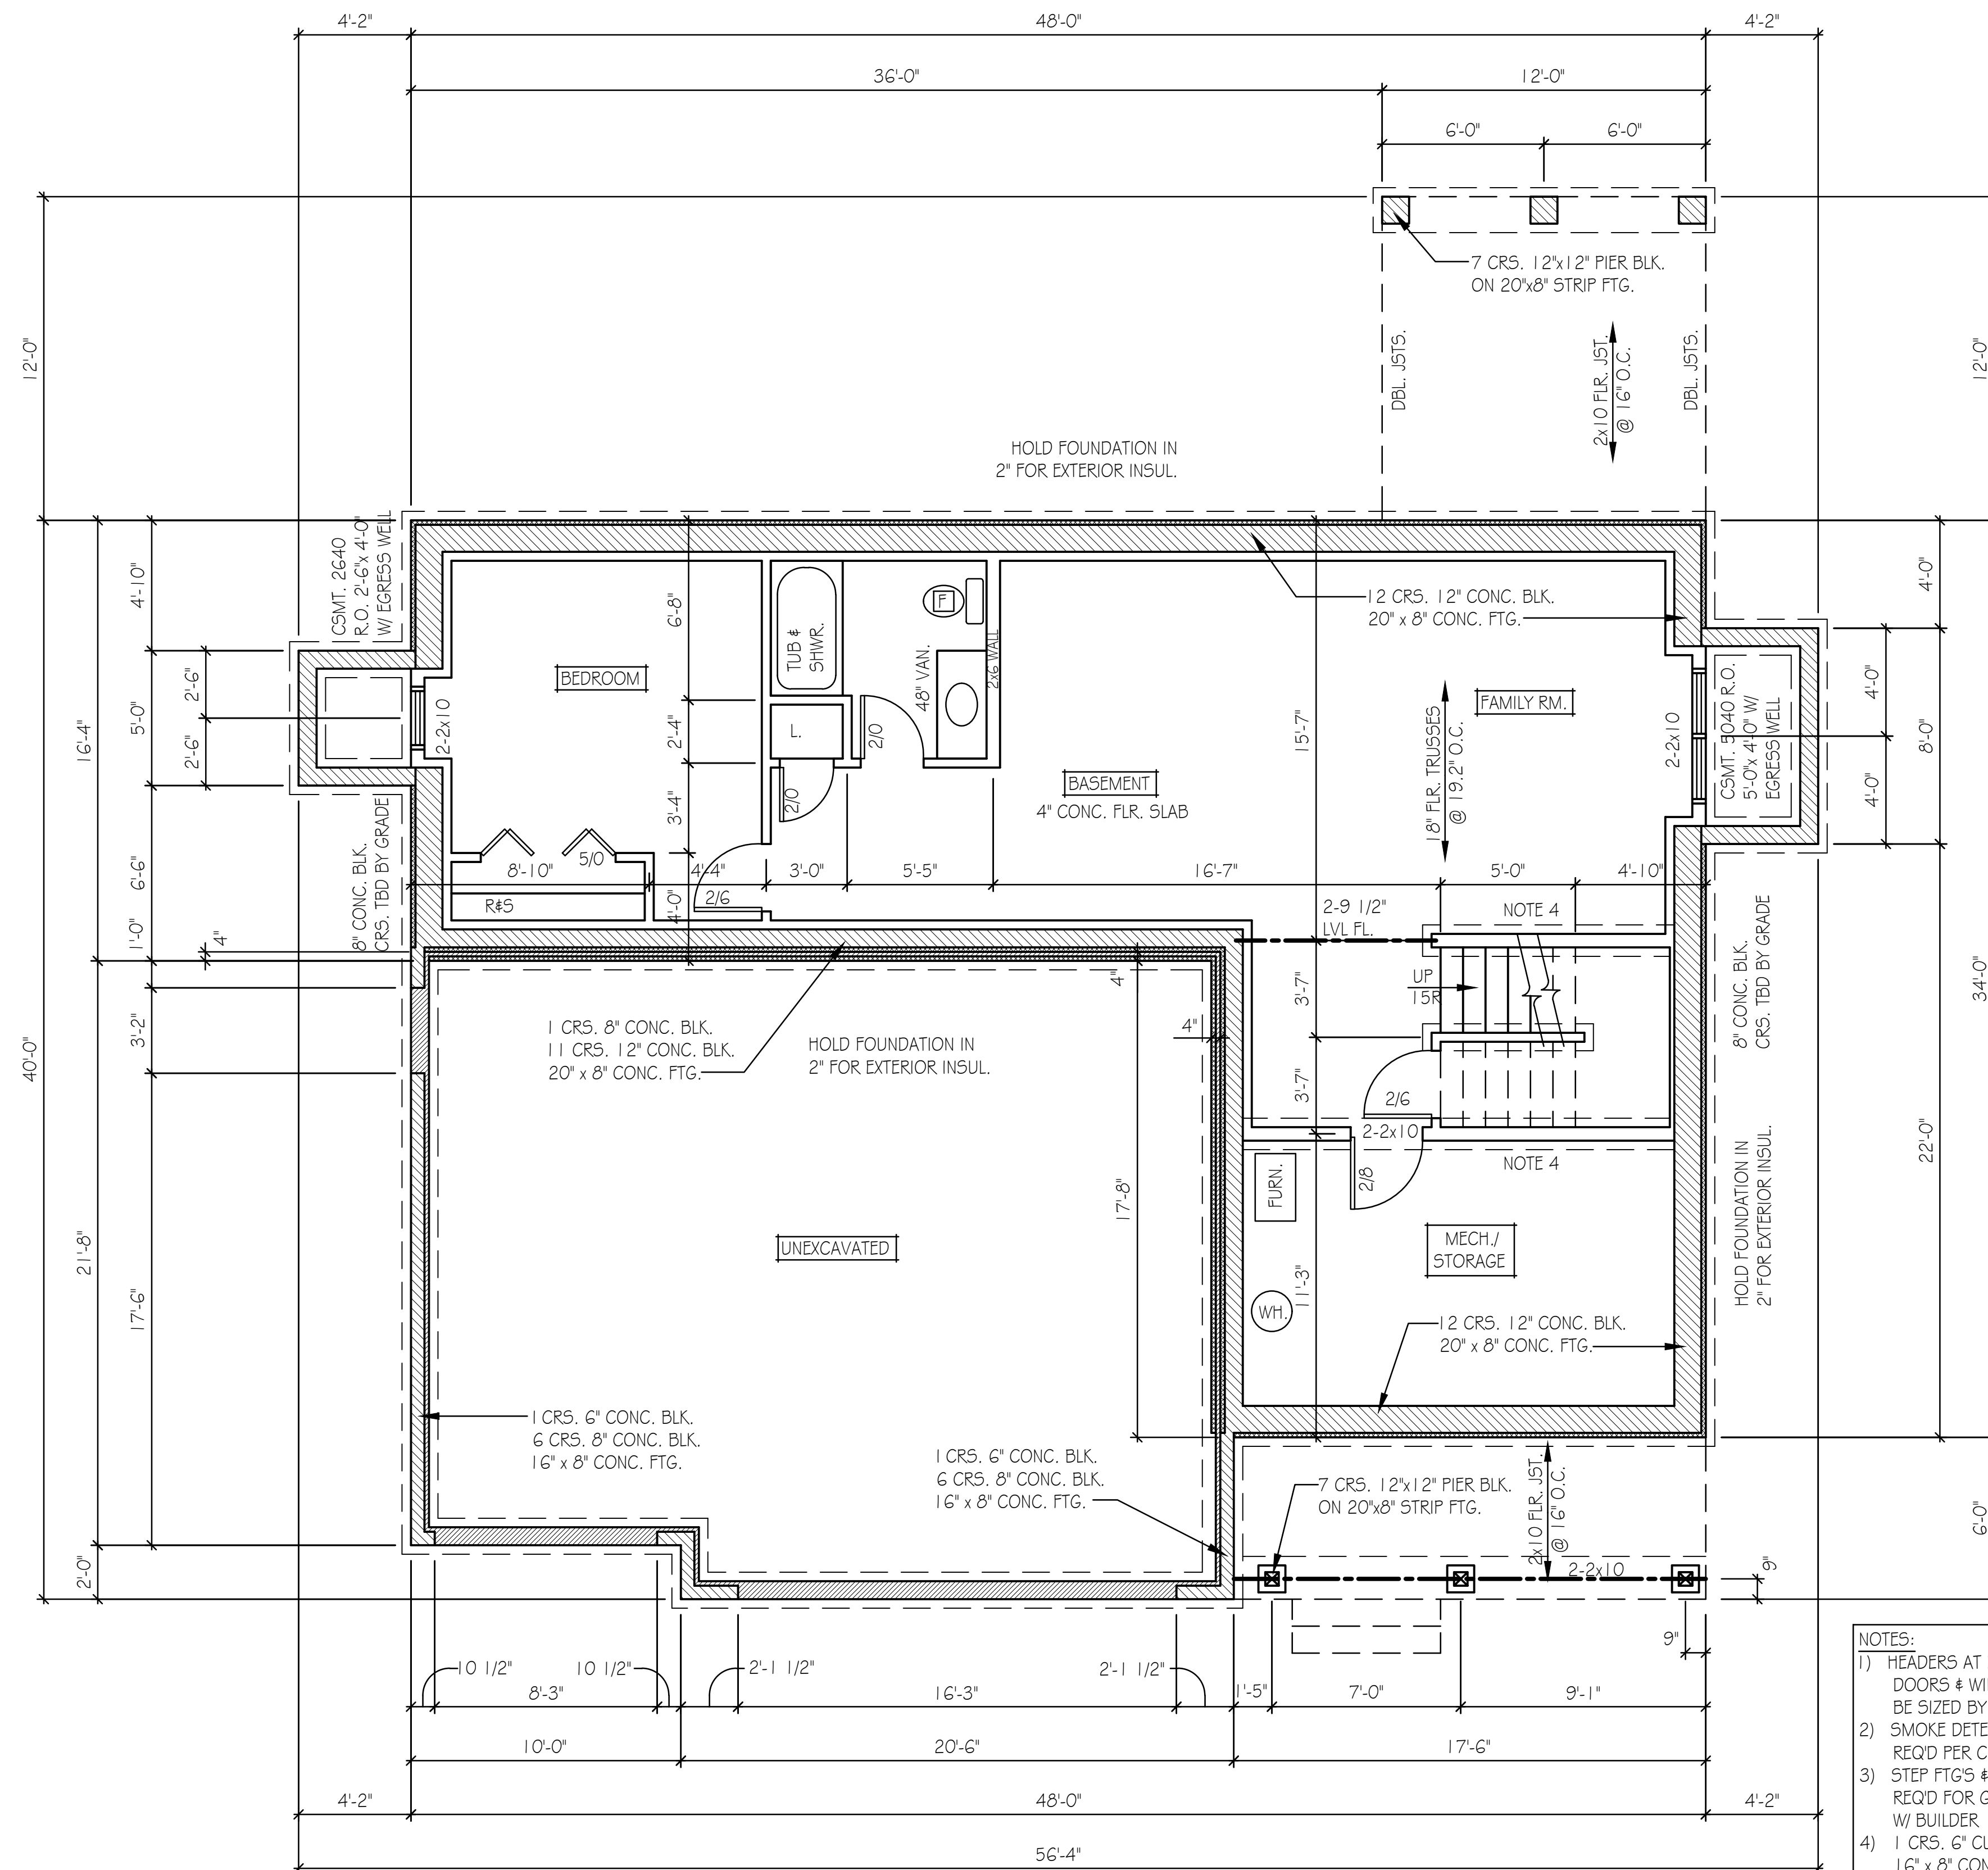 4'-2"
48'-0"
4'-2"
36'-0"
12'-0"
6'-0"
6'-0"
12'-0"
7 CRS. 12"x12" PIER BLK.
ON 20"x8" STRIP FTG.
DBL. JSTS.
2x10 FLR. JST.
@ 16" O.C.
DBL. JSTS.
12'-0"
HOLD FOUNDATION IN
2" FOR EXTERIOR INSUL.
CSMT. 2640
R.O. 2'-6"x 4'-0"
W/ EGRESS WELL
4'-10"
2'-6"
5'-0"
2'-6"
16'-4"
6'-6"
1'-0"
4"
3'-2"
40'-0"
21'-8"
17'-6"
2'-0"
8" CONC. BLK.
CRS. TBD BY GRADE
2-2x10
BEDROOM
6'-8"
2'-4"
3'-4"
4'-0"
TUB &
SHWR.
F
48" VAN.
2x6 WALL
L.
2/0
2/0
BASEMENT
4" CONC. FLR. SLAB
12 CRS. 12" CONC. BLK.
20" x 8" CONC. FTG.
15'-7"
18" FLR. TRUSSES
@ 19.2" O.C.
FAMILY RM.
2-2x10
CSMT. 5040 R.O.
5'-0"x 4'-0" W/
EGRESS WELL
4'-0"
4'-0"
4'-0"
8'-0"
34'-0"
22'-0"
5/0
8'-10"
4'-4"
3'-0"
5'-5"
16'-7"
5'-0"
4'-10"
R&S
2/6
2-9 1/2"
LVL FL.
NOTE 4
8" CONC. BLK.
CRS. TBD BY GRADE
UP
15R
3'-7"
3'-7"
4"
4"
1 CRS. 8" CONC. BLK.
11 CRS. 12" CONC. BLK.
20" x 8" CONC. FTG.
HOLD FOUNDATION IN
2" FOR EXTERIOR INSUL.
2/6
2-2x10
NOTE 4
2/8
FURN.
17'-8"
UNEXCAVATED
MECH./
STORAGE
11'-3"
WH.
HOLD FOUNDATION IN
2" FOR EXTERIOR INSUL.
12 CRS. 12" CONC. BLK.
20" x 8" CONC. FTG.
1 CRS. 6" CONC. BLK.
6 CRS. 8" CONC. BLK.
16" x 8" CONC. FTG.
1 CRS. 6" CONC. BLK.
6 CRS. 8" CONC. BLK.
16" x 8" CONC. FTG.
7 CRS. 12"x12" PIER BLK.
ON 20"x8" STRIP FTG.
2x10 FLR. JST.
@ 16" O.C.
2-2x10
6'-0"
9"
9"
10 1/2"
10 1/2"
2'-1 1/2"
2'-1 1/2"
8'-3"
16'-3"
1'-5"
7'-0"
9'-1"
10'-0"
20'-6"
17'-6"
4'-2"
48'-0"
4'-2"
56'-4"
NOTES:
1) HEADERS AT
DOORS & WI
BE SIZED BY
2) SMOKE DETE
REQ'D PER C
3) STEP FTG'S &
REQ'D FOR G
W/ BUILDER
4) 1 CRS. 6" CL
16" x 8" CON